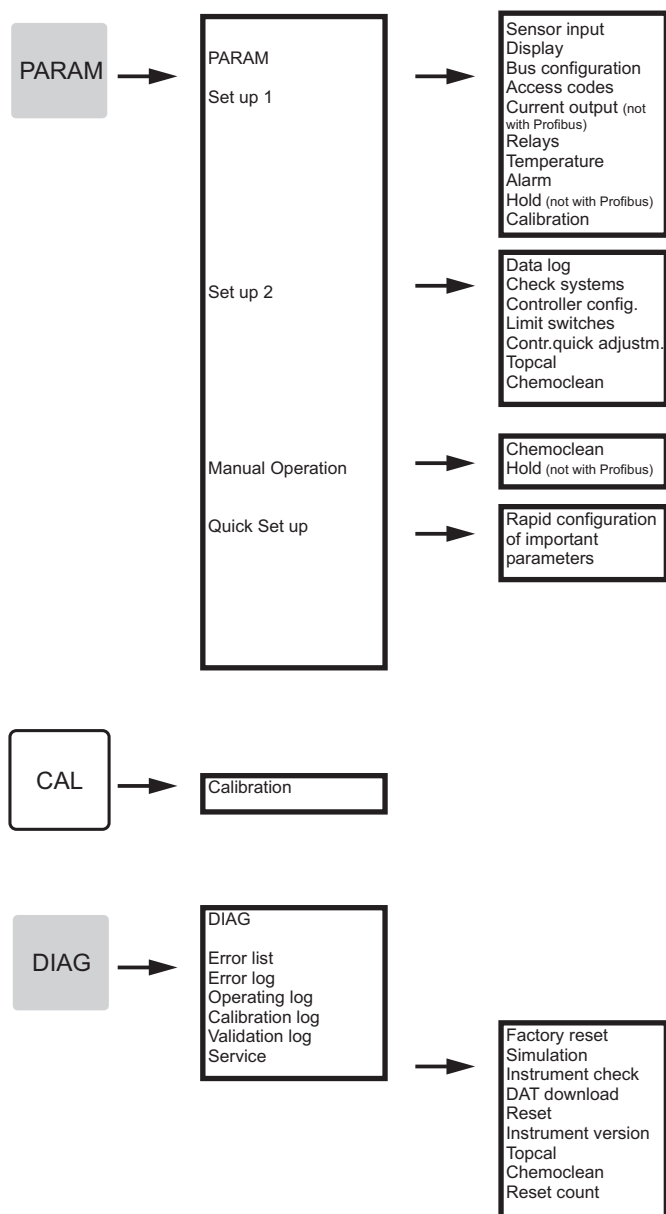 PARAM
PARAM
Set up 1
Sensor input
Display
Bus configuration
Access codes
Current output (not
with Profibus)
Relays
Temperature
Alarm
Hold (not with Profibus)
Calibration
Set up 2
Data log
Check systems
Controller config.
Limit switches
Contr.quick adjustm.
Topcal
Chemoclean
Manual Operation
Chemoclean
Hold (not with Profibus)
Quick Set up
Rapid configuration
of important
parameters
CAL
Calibration
DIAG
DIAG
Error list
Error log
Operating log
Calibration log
Validation log
Service
Factory reset
Simulation
Instrument check
DAT download
Reset
Instrument version
Topcal
Chemoclean
Reset count